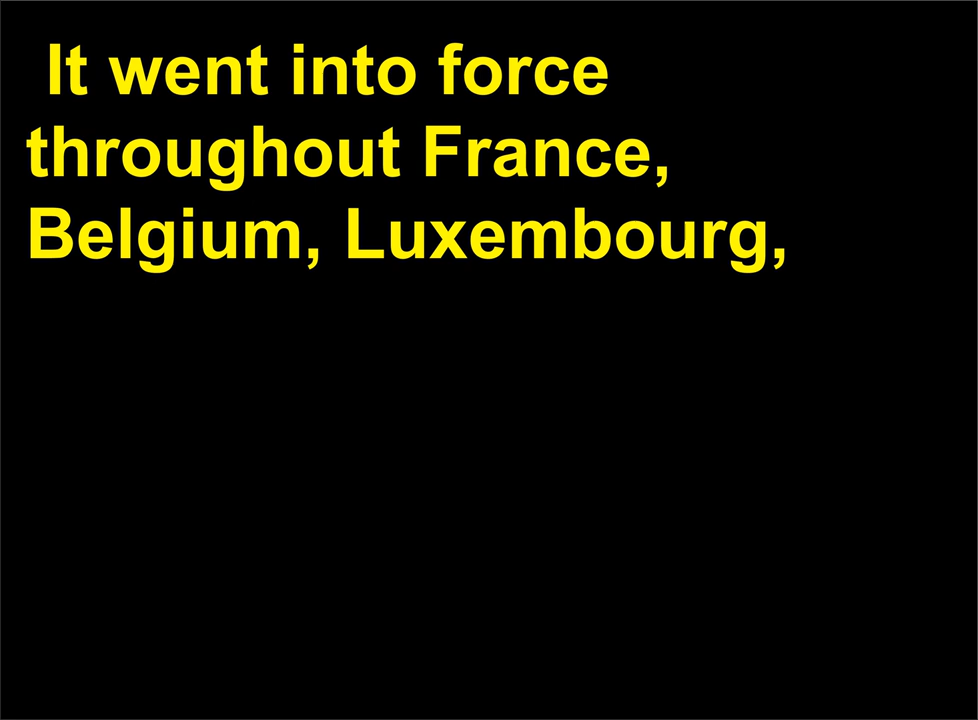 It went into force
throughout France,
Belgium, Luxembourg,